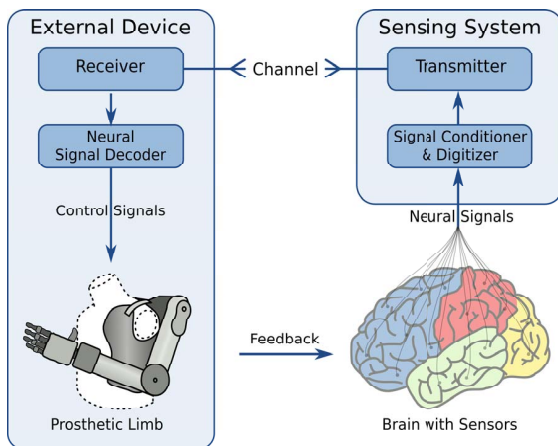 External Device
Sensing System
Receiver
Channel
Transmitter
Neural
Signal Decoder
Signal Conditioner
& Digitizer
Control Signals
Neural Signals
Feedback
Prosthetic Limb
Brain with Sensors